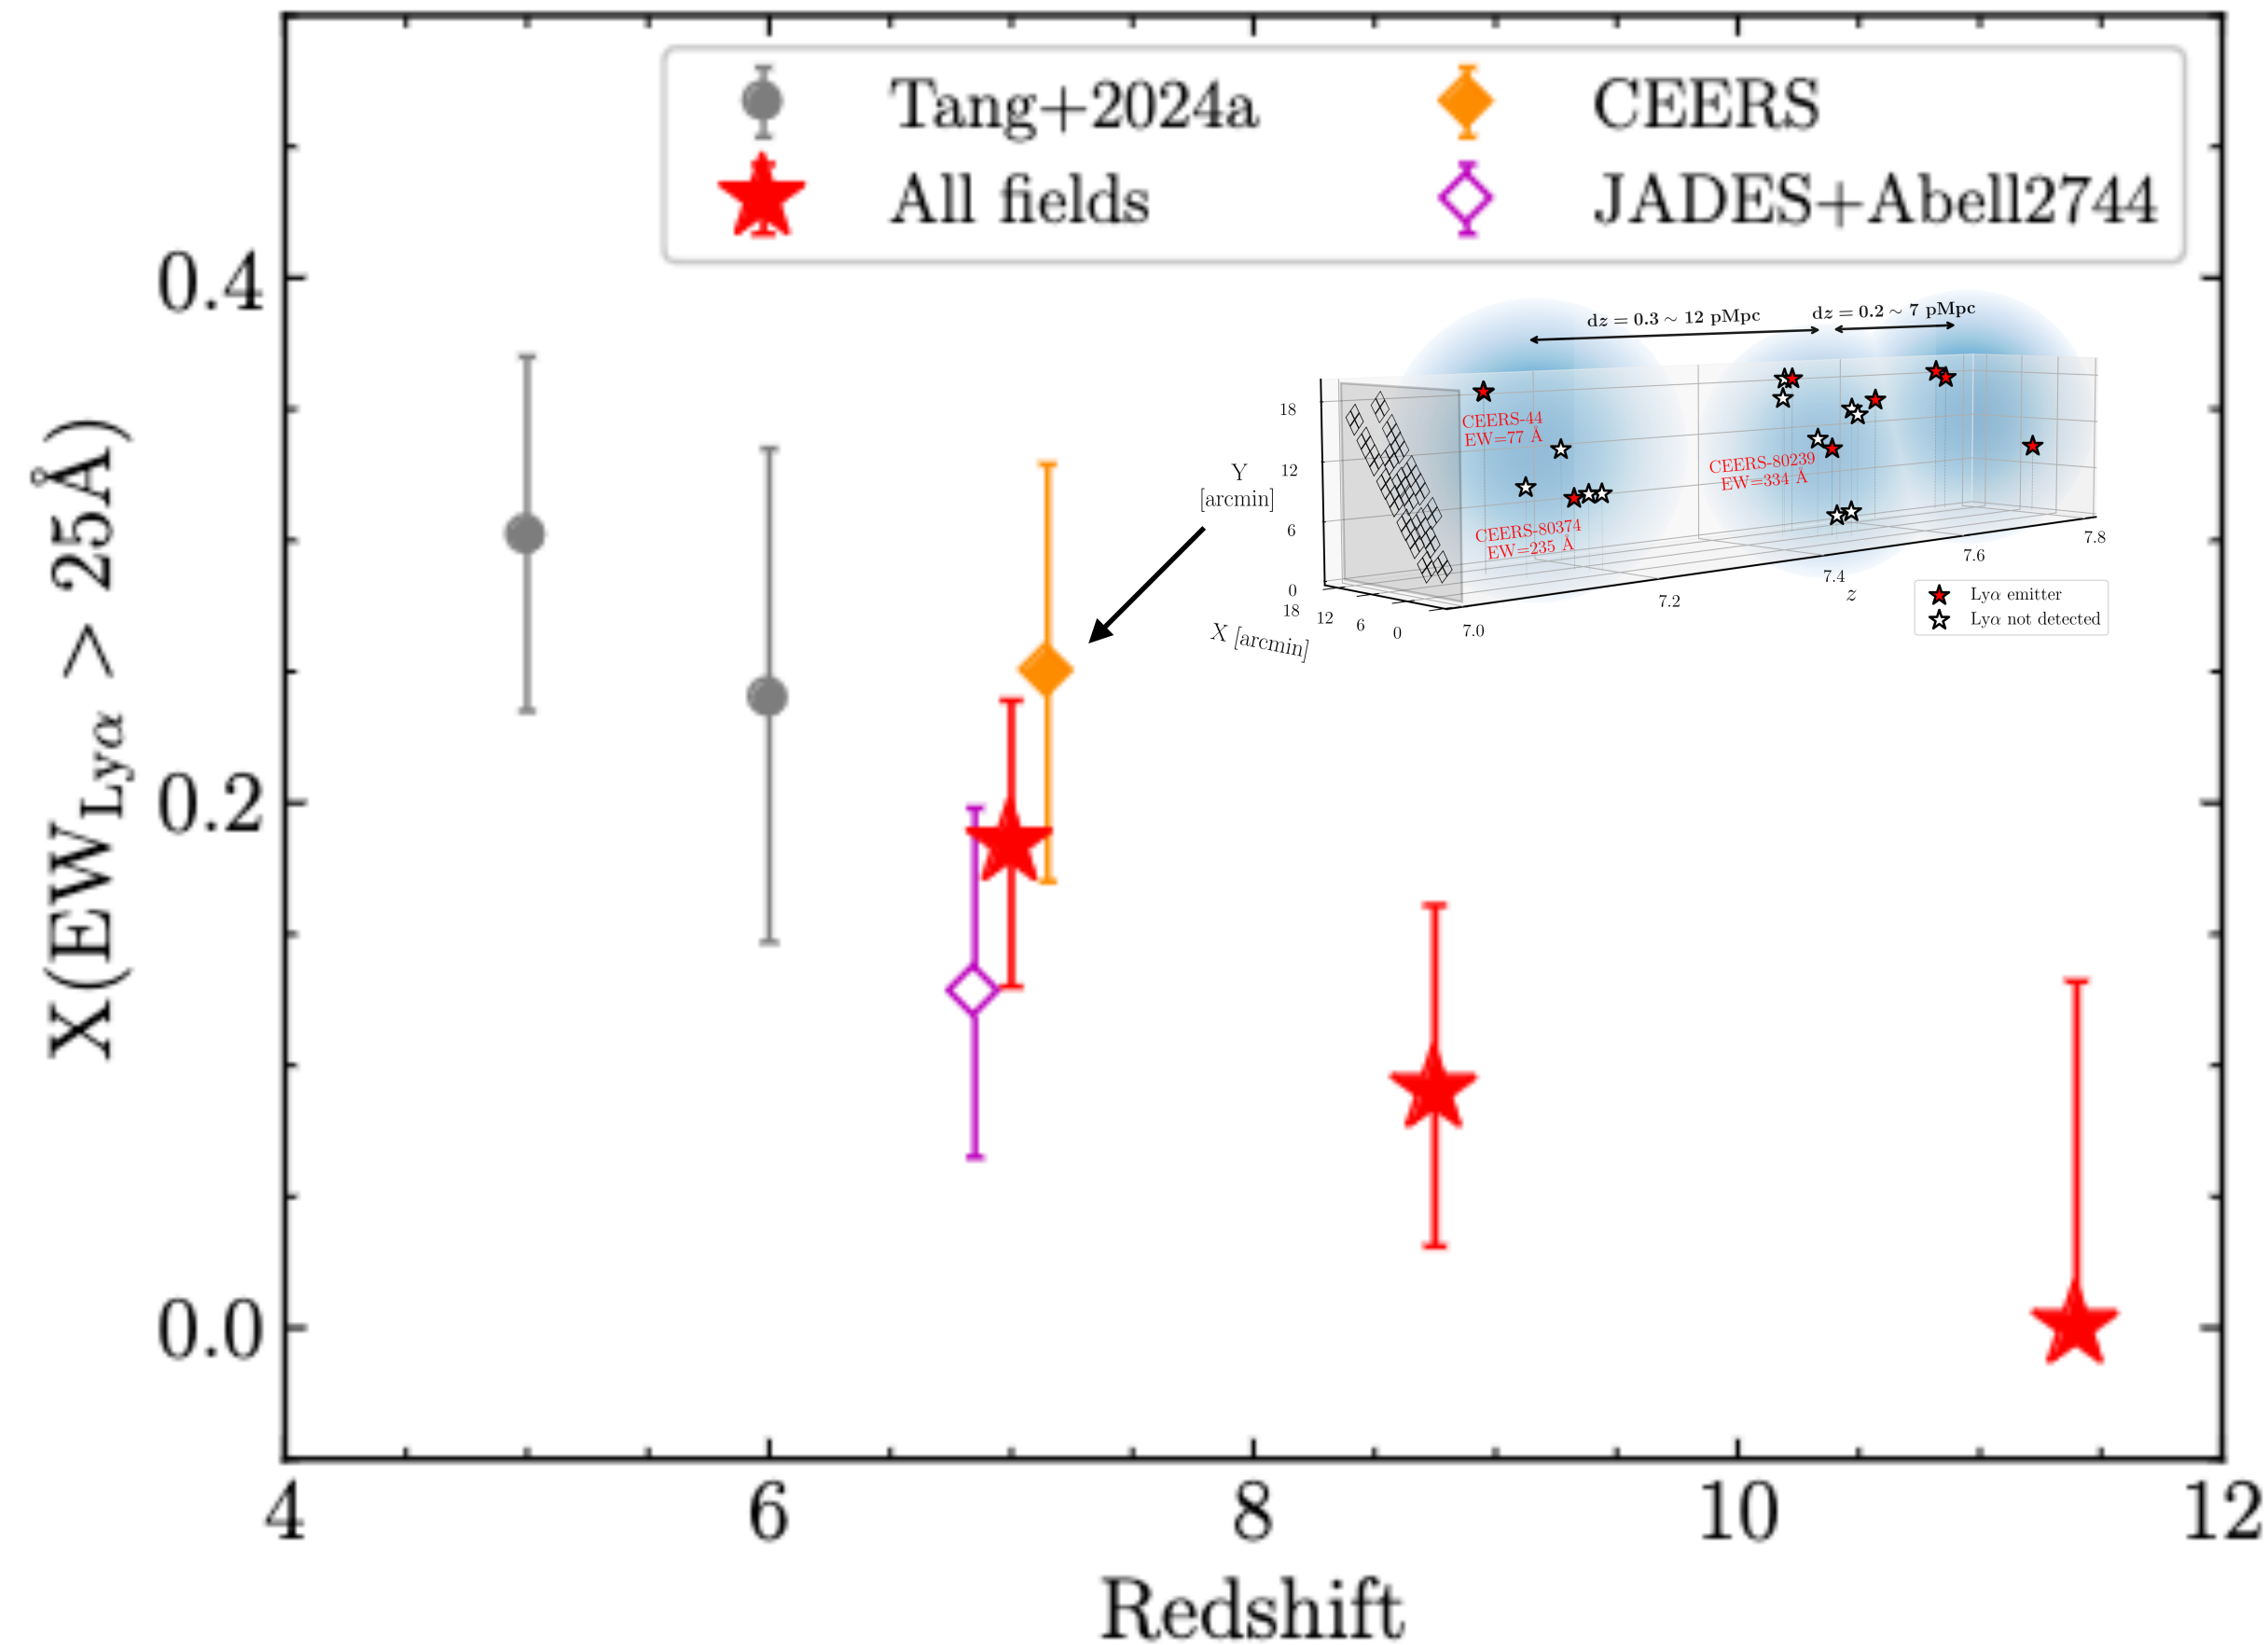 Tang+2024a
CEERS
All fields
JADES+Abell2744
X(EW_Lyα > 25Å)
0.4
0.2
0.0
4
6
8
10
12
Redshift
dz = 0.3 ∼ 12 pMpc
dz = 0.2 ∼ 7 pMpc
Y
[arcmin]
18
12
6
0
18
12
6
0
X [arcmin]
CEERS-44
EW=77 Å
CEERS-80374
EW=235 Å
CEERS-80239
EW=334 Å
7.0
7.2
7.4
7.6
7.8
z
Lyα emitter
Lyα not detected